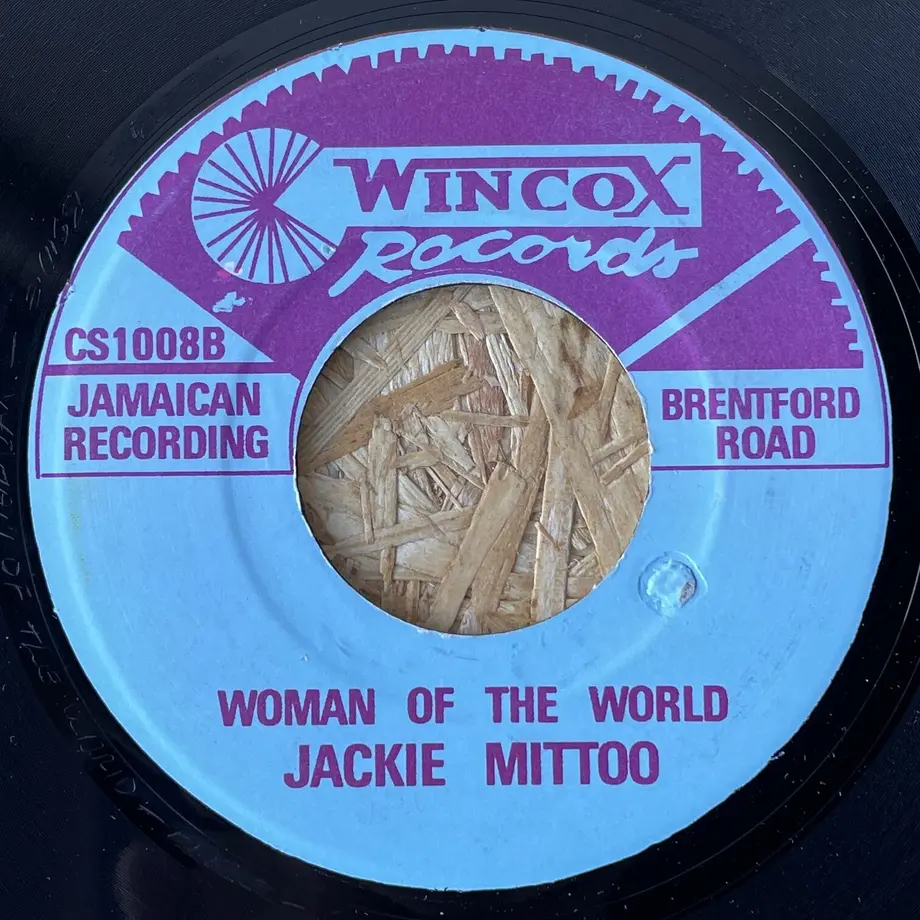 WINCOX
Records
CS1008B
JAMAICAN
RECORDING
BRENTFORD
ROAD
WOMAN OF THE WORLD
JACKIE MITTOO